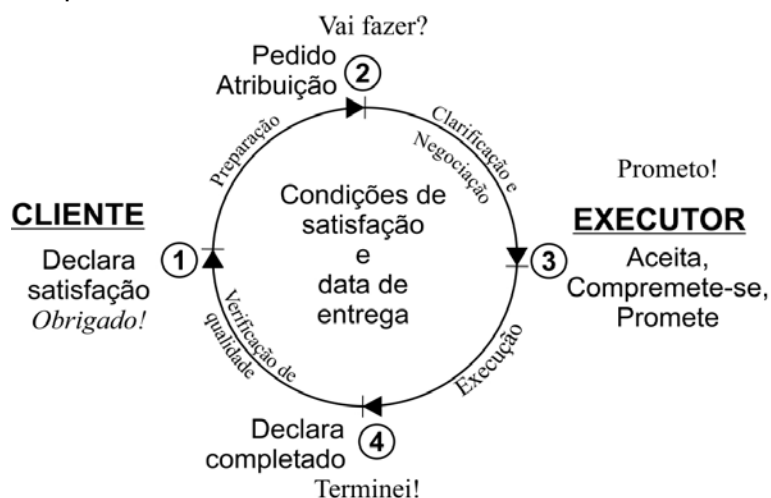 Vai fazer?
Pedido
Atribuição
2
Preparação
Clarificação e
Negociação
Prometo!
CLIENTE
Declara
satisfação
Obrigado!
1
Condições de
satisfação
e
data de
entrega
3
EXECUTOR
Aceita,
Compremete-se,
Promete
Verificação de
qualidade
Execução
Declara
completado
4
Terminei!